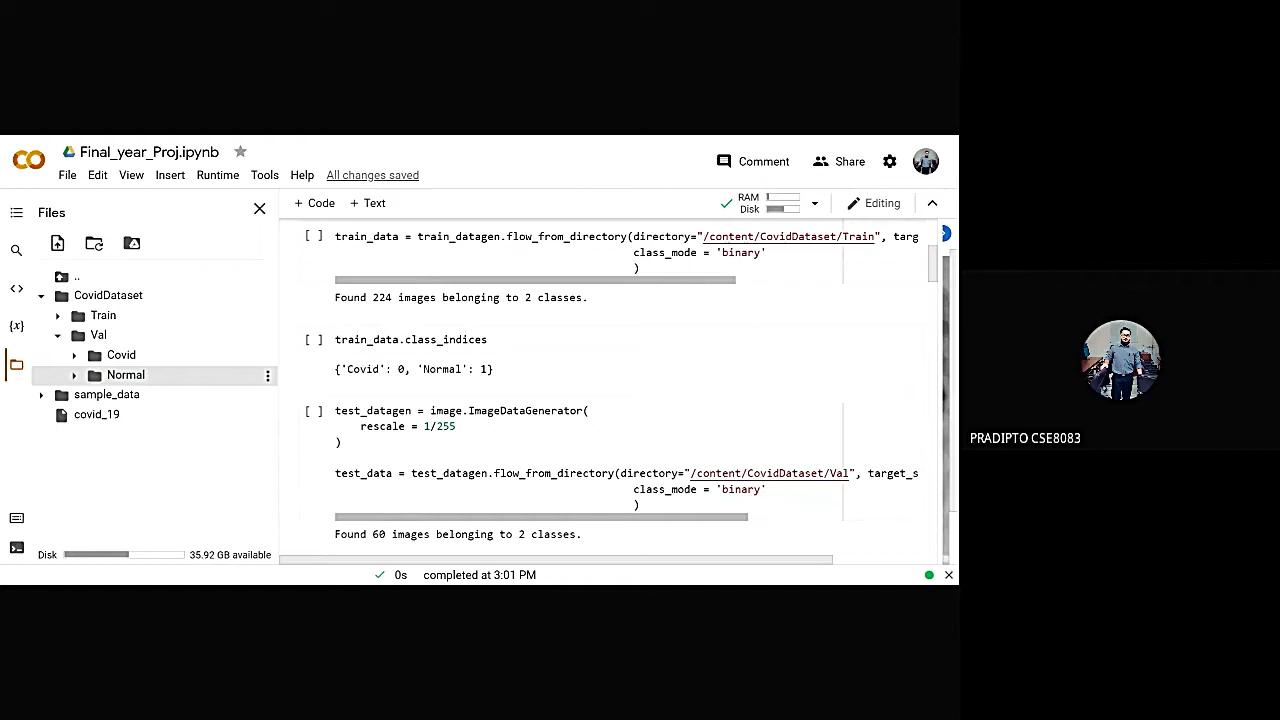 Final_year_Proj.ipynb
Comment
Share
File Edit View Insert Runtime Tools Help All changes saved
Files
+ Code + Text
RAM
Disk
Editing
..
CovidDataset
Train
Val
Covid
Normal
sample_data
covid_19
Disk
35.92 GB available
[ ] train_data = train_datagen.flow_from_directory(directory="/content/CovidDataset/Train", targ
class_mode = 'binary'
)
Found 224 images belonging to 2 classes.
[ ] train_data.class_indices
{'Covid': 0, 'Normal': 1}
[ ] test_datagen = image.ImageDataGenerator(
rescale = 1/255
)
test_data = test_datagen.flow_from_directory(directory="/content/CovidDataset/Val", target_s
class_mode = 'binary'
)
Found 60 images belonging to 2 classes.
0s completed at 3:01 PM
PRADIPTO CSE8083